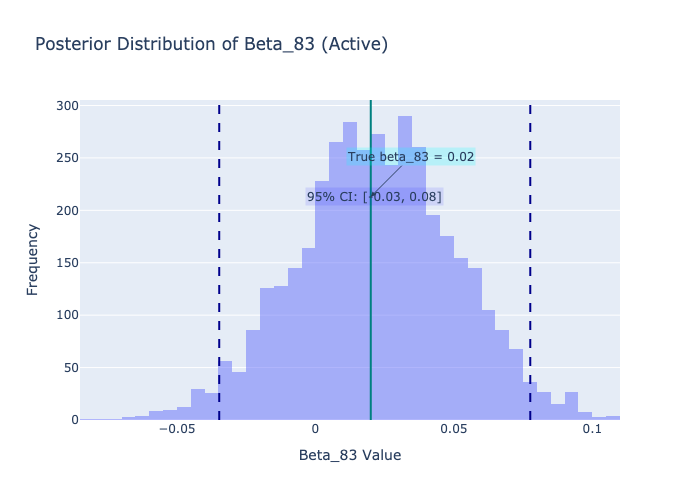 Posterior Distribution of Beta_83 (Active)
300
250
200
150
100
50
0
Frequency
True beta_83 = 0.02
95% CI: [-0.03, 0.08]
−0.05
0
0.05
0.1
Beta_83 Value